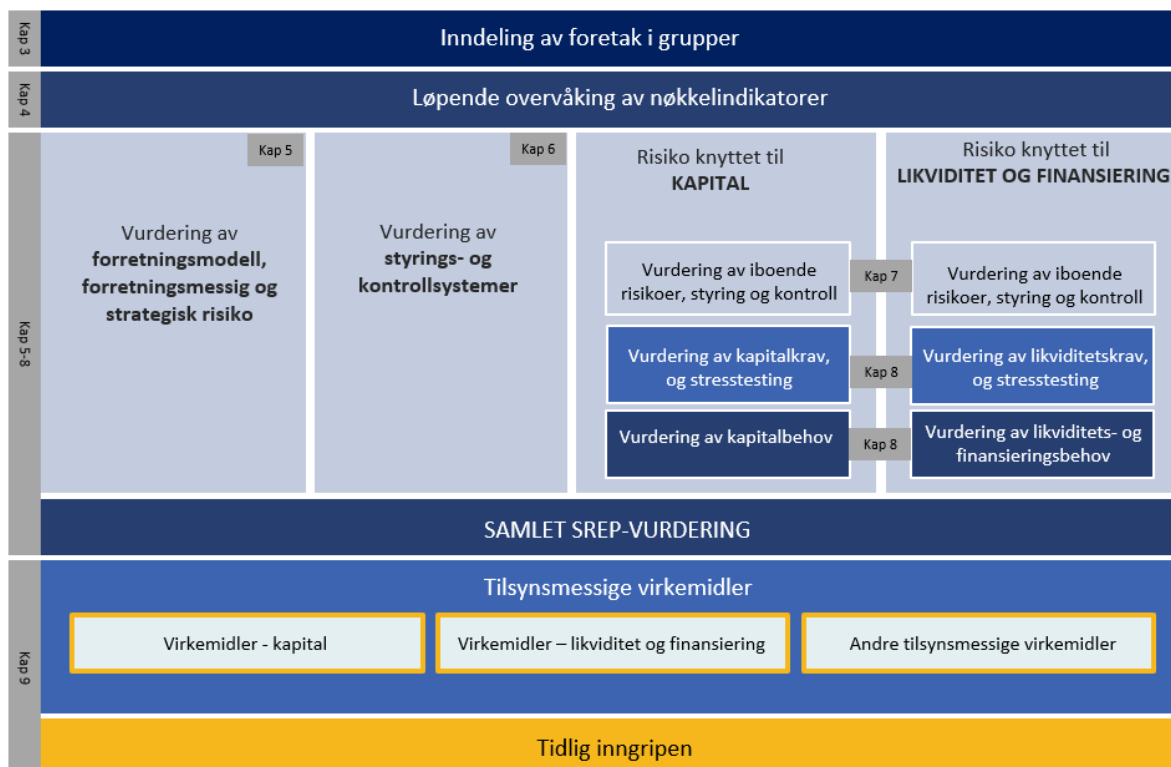 Kap 3
Inndeling av foretak i grupper
Kap 4
Løpende overvåking av nøkkelindikatorer
Kap 5-8
Kap 5
Vurdering av
forretningsmodell,
forretningsmessig og
strategisk risiko
Kap 6
Vurdering av
styrings- og
kontrollsystemer
Risiko knyttet til
KAPITAL
Risiko knyttet til
LIKVIDITET OG FINANSIERING
Vurdering av iboende
risikoer, styring og kontroll
Kap 7
Vurdering av iboende
risikoer, styring og kontroll
Vurdering av kapitalkrav,
og stresstesting
Kap 8
Vurdering av likviditetskrav,
og stresstesting
Vurdering av kapitalbehov
Kap 8
Vurdering av likviditets- og
finansieringsbehov
SAMLET SREP-VURDERING
Kap 9
Tilsynsmessige virkemidler
Virkemidler - kapital
Virkemidler – likviditet og finansiering
Andre tilsynsmessige virkemidler
Tidlig inngripen